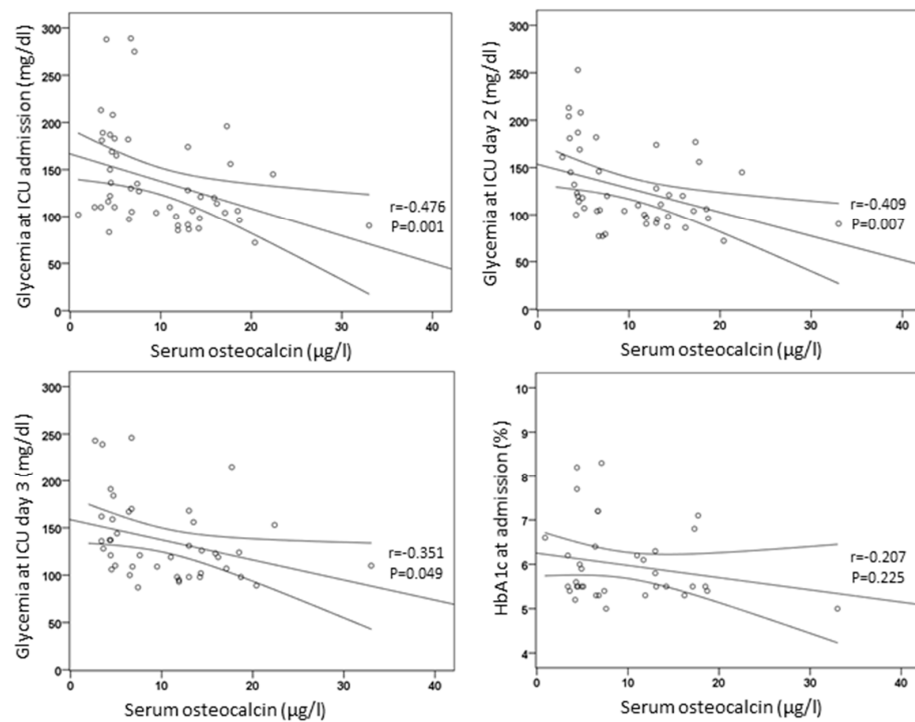 Glycemia at ICU admission (mg/dl)
300
250
200
150
100
50
0
r=-0.476
P=0.001
0 10 20 30 40
Serum osteocalcin (μg/l)
Glycemia at ICU day 2 (mg/dl)
300
250
200
150
100
50
0
r=-0.409
P=0.007
0 10 20 30 40
Serum osteocalcin (μg/l)
Glycemia at ICU day 3 (mg/dl)
300
250
200
150
100
50
0
r=-0.351
P=0.049
0 10 20 30 40
Serum osteocalcin (μg/l)
HbA1c at admission (%)
10
9
8
7
6
5
4
r=-0.207
P=0.225
0 10 20 30 40
Serum osteocalcin (μg/l)